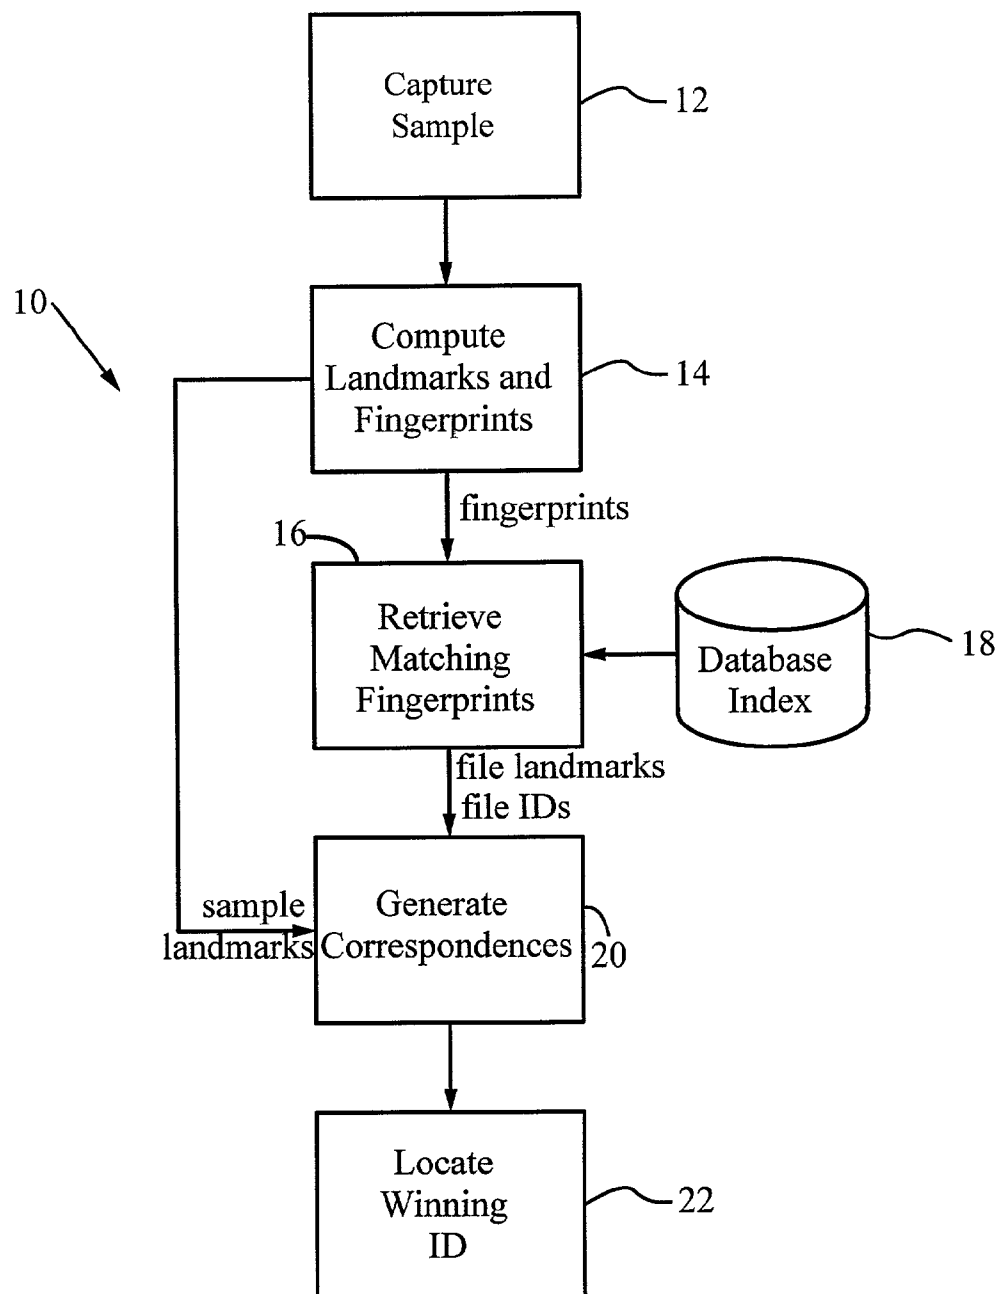 Capture
Sample
12
10
Compute
Landmarks and
Fingerprints
14
fingerprints
16
Retrieve
Matching
Fingerprints
Database
Index
18
file landmarks
file IDs
sample
landmarks
Generate
Correspondences
20
Locate
Winning
ID
22